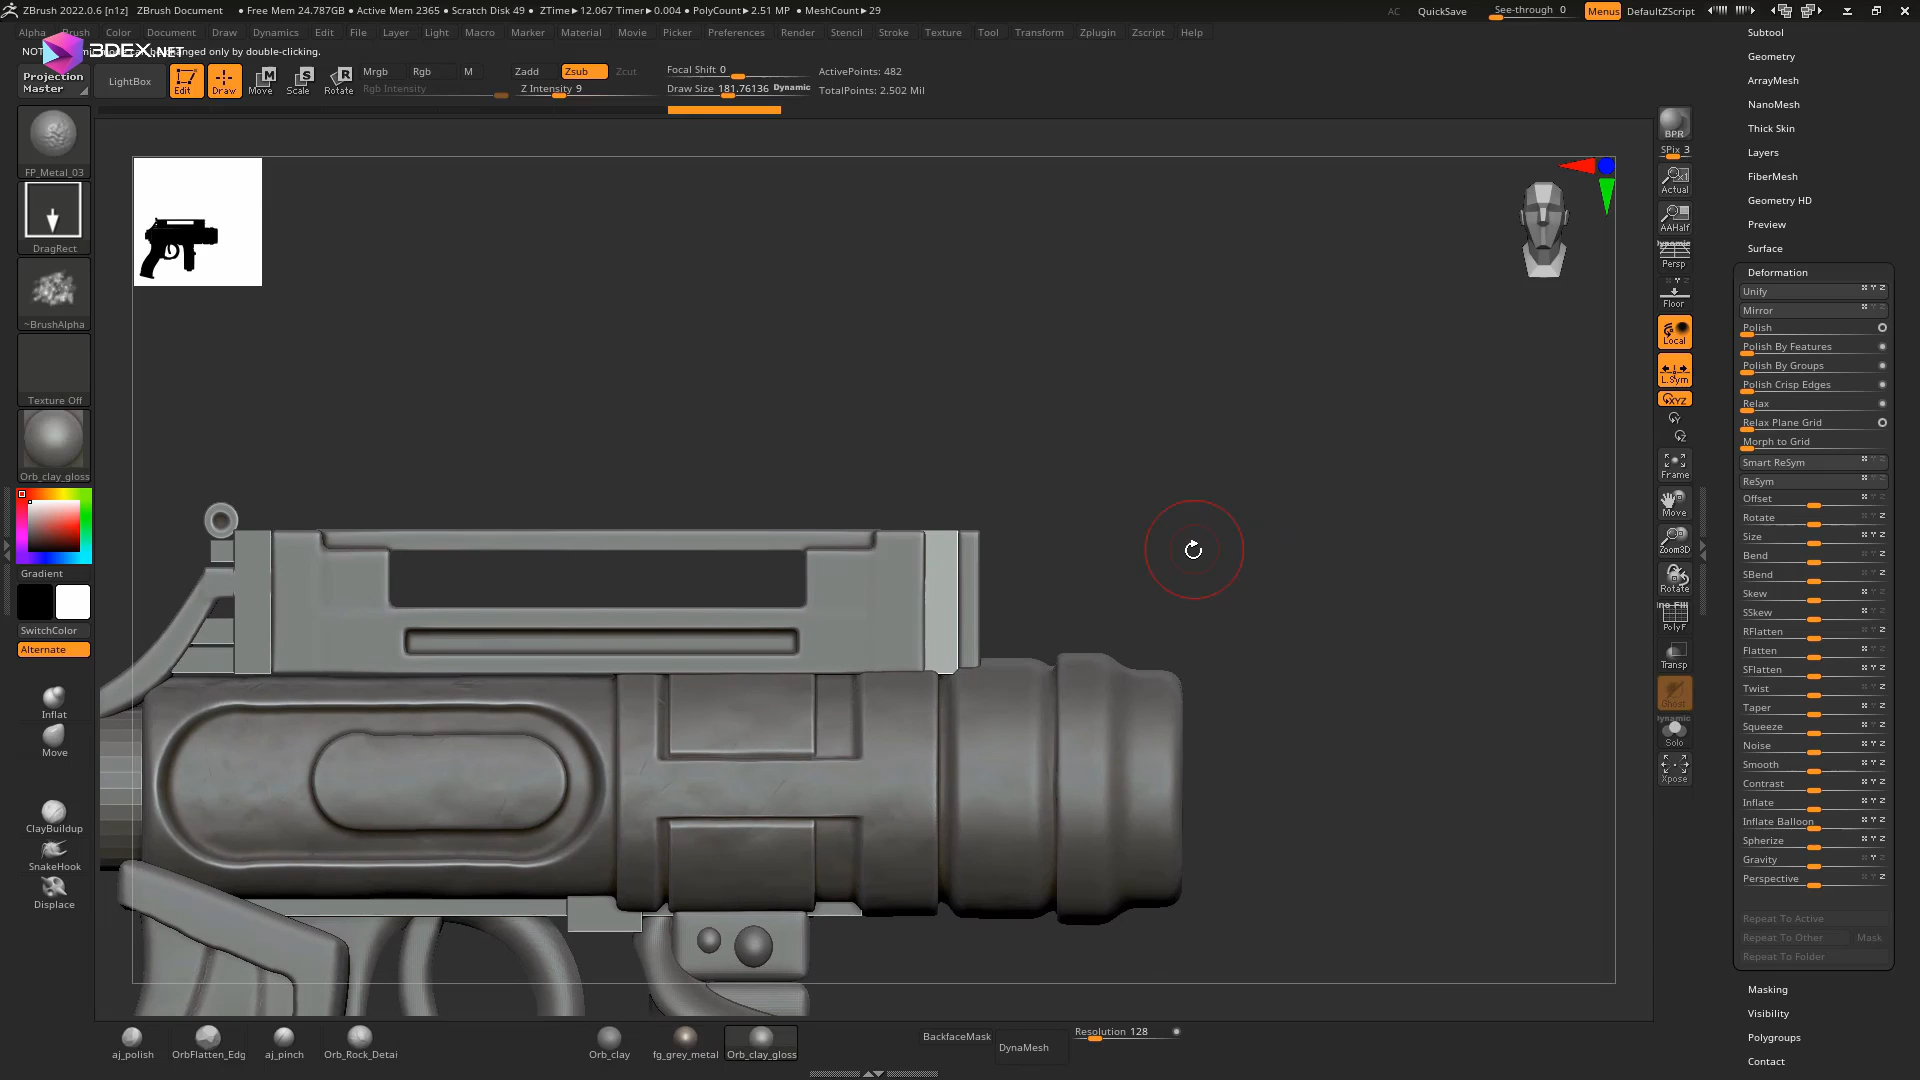 ZBrush 2022.0.6 [n1z] ZBrush Document • Free Mem 24.787GB • Active Mem 2365 • Scratch Disk 49 • ZTime▸12.067 Timer▸0.004 • PolyCount▸2.51 MP • MeshCount▸29 AC QuickSave See-through 0 Menus DefaultZScript
Alpha Brush Color Document Draw Dynamics Edit File Layer Light Macro Marker Material Movie Picker Preferences Render Stencil Stroke Texture Tool Transform Zplugin Zscript Help
3DEX.NET
changed only by double-clicking.
Projection Master
LightBox
Edit
Draw
Move
Scale
Rotate
Mrgb Rgb M
Rgb Intensity
Zadd Zsub Zcut
Z Intensity 9
Focal Shift 0
Draw Size 181.76136 Dynamic
ActivePoints: 482
TotalPoints: 2.502 Mil
FP_Metal_03
DragRect
~BrushAlpha
Texture Off
Orb_clay_gloss
Gradient
SwitchColor
Alternate
Inflat
Move
ClayBuildup
SnakeHook
Displace
BPR
SPix 3
Actual
AAHalf
Dynamic
Persp
Floor
Local
L.Sym
XYZ
Frame
Move
Zoom3D
Rotate
PolyF
Transp
Ghost
Dynamic
Solo
Xpose
Subtool
Geometry
ArrayMesh
NanoMesh
Thick Skin
Layers
FiberMesh
Geometry HD
Preview
Surface
Deformation
Unify
Mirror
Polish
Polish By Features
Polish By Groups
Polish Crisp Edges
Relax
Relax Plane Grid
Morph to Grid
Smart ReSym
ReSym
Offset
Rotate
Size
Bend
SBend
Skew
SSkew
RFlatten
Flatten
SFlatten
Twist
Taper
Squeeze
Noise
Smooth
Contrast
Inflate
Inflate Balloon
Spherize
Gravity
Perspective
Repeat To Active
Repeat To Other Mask
Repeat To Folder
Masking
Visibility
Polygroups
Contact
aj_polish
OrbFlatten_Edg
aj_pinch
Orb_Rock_Detai
Orb_clay
fg_grey_metal
Orb_clay_gloss
BackfaceMask
DynaMesh
Resolution 128